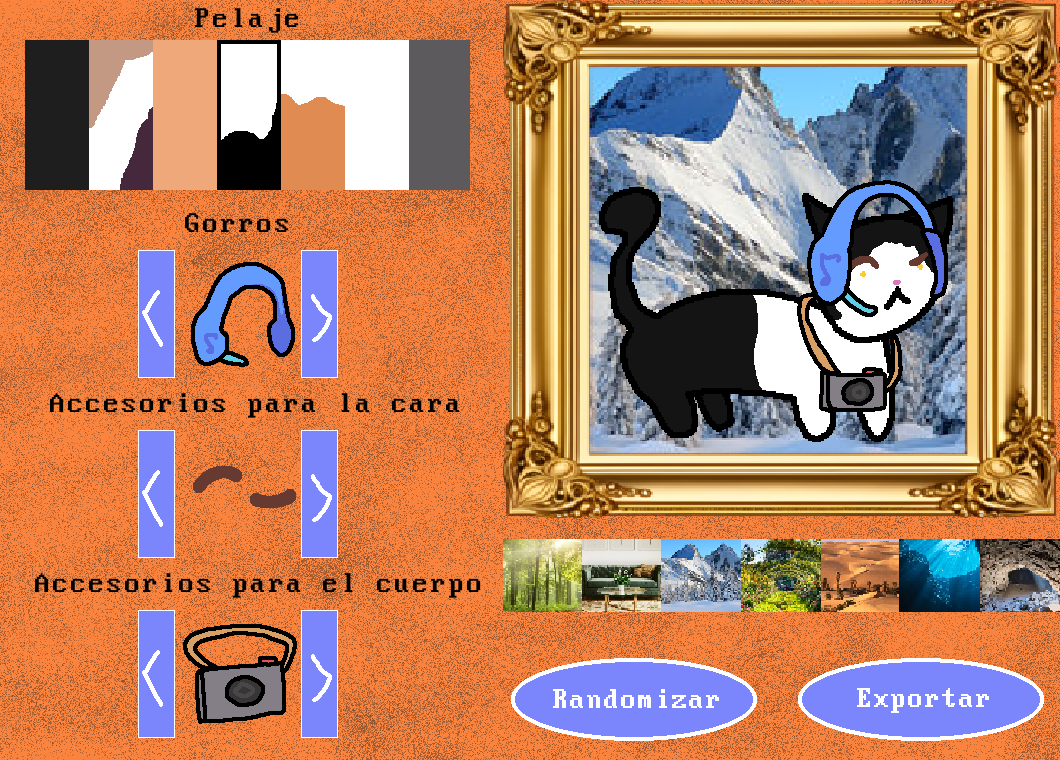 Pelaje
Gorros
Accesorios para la cara
Accesorios para el cuerpo
Randomizar
Exportar